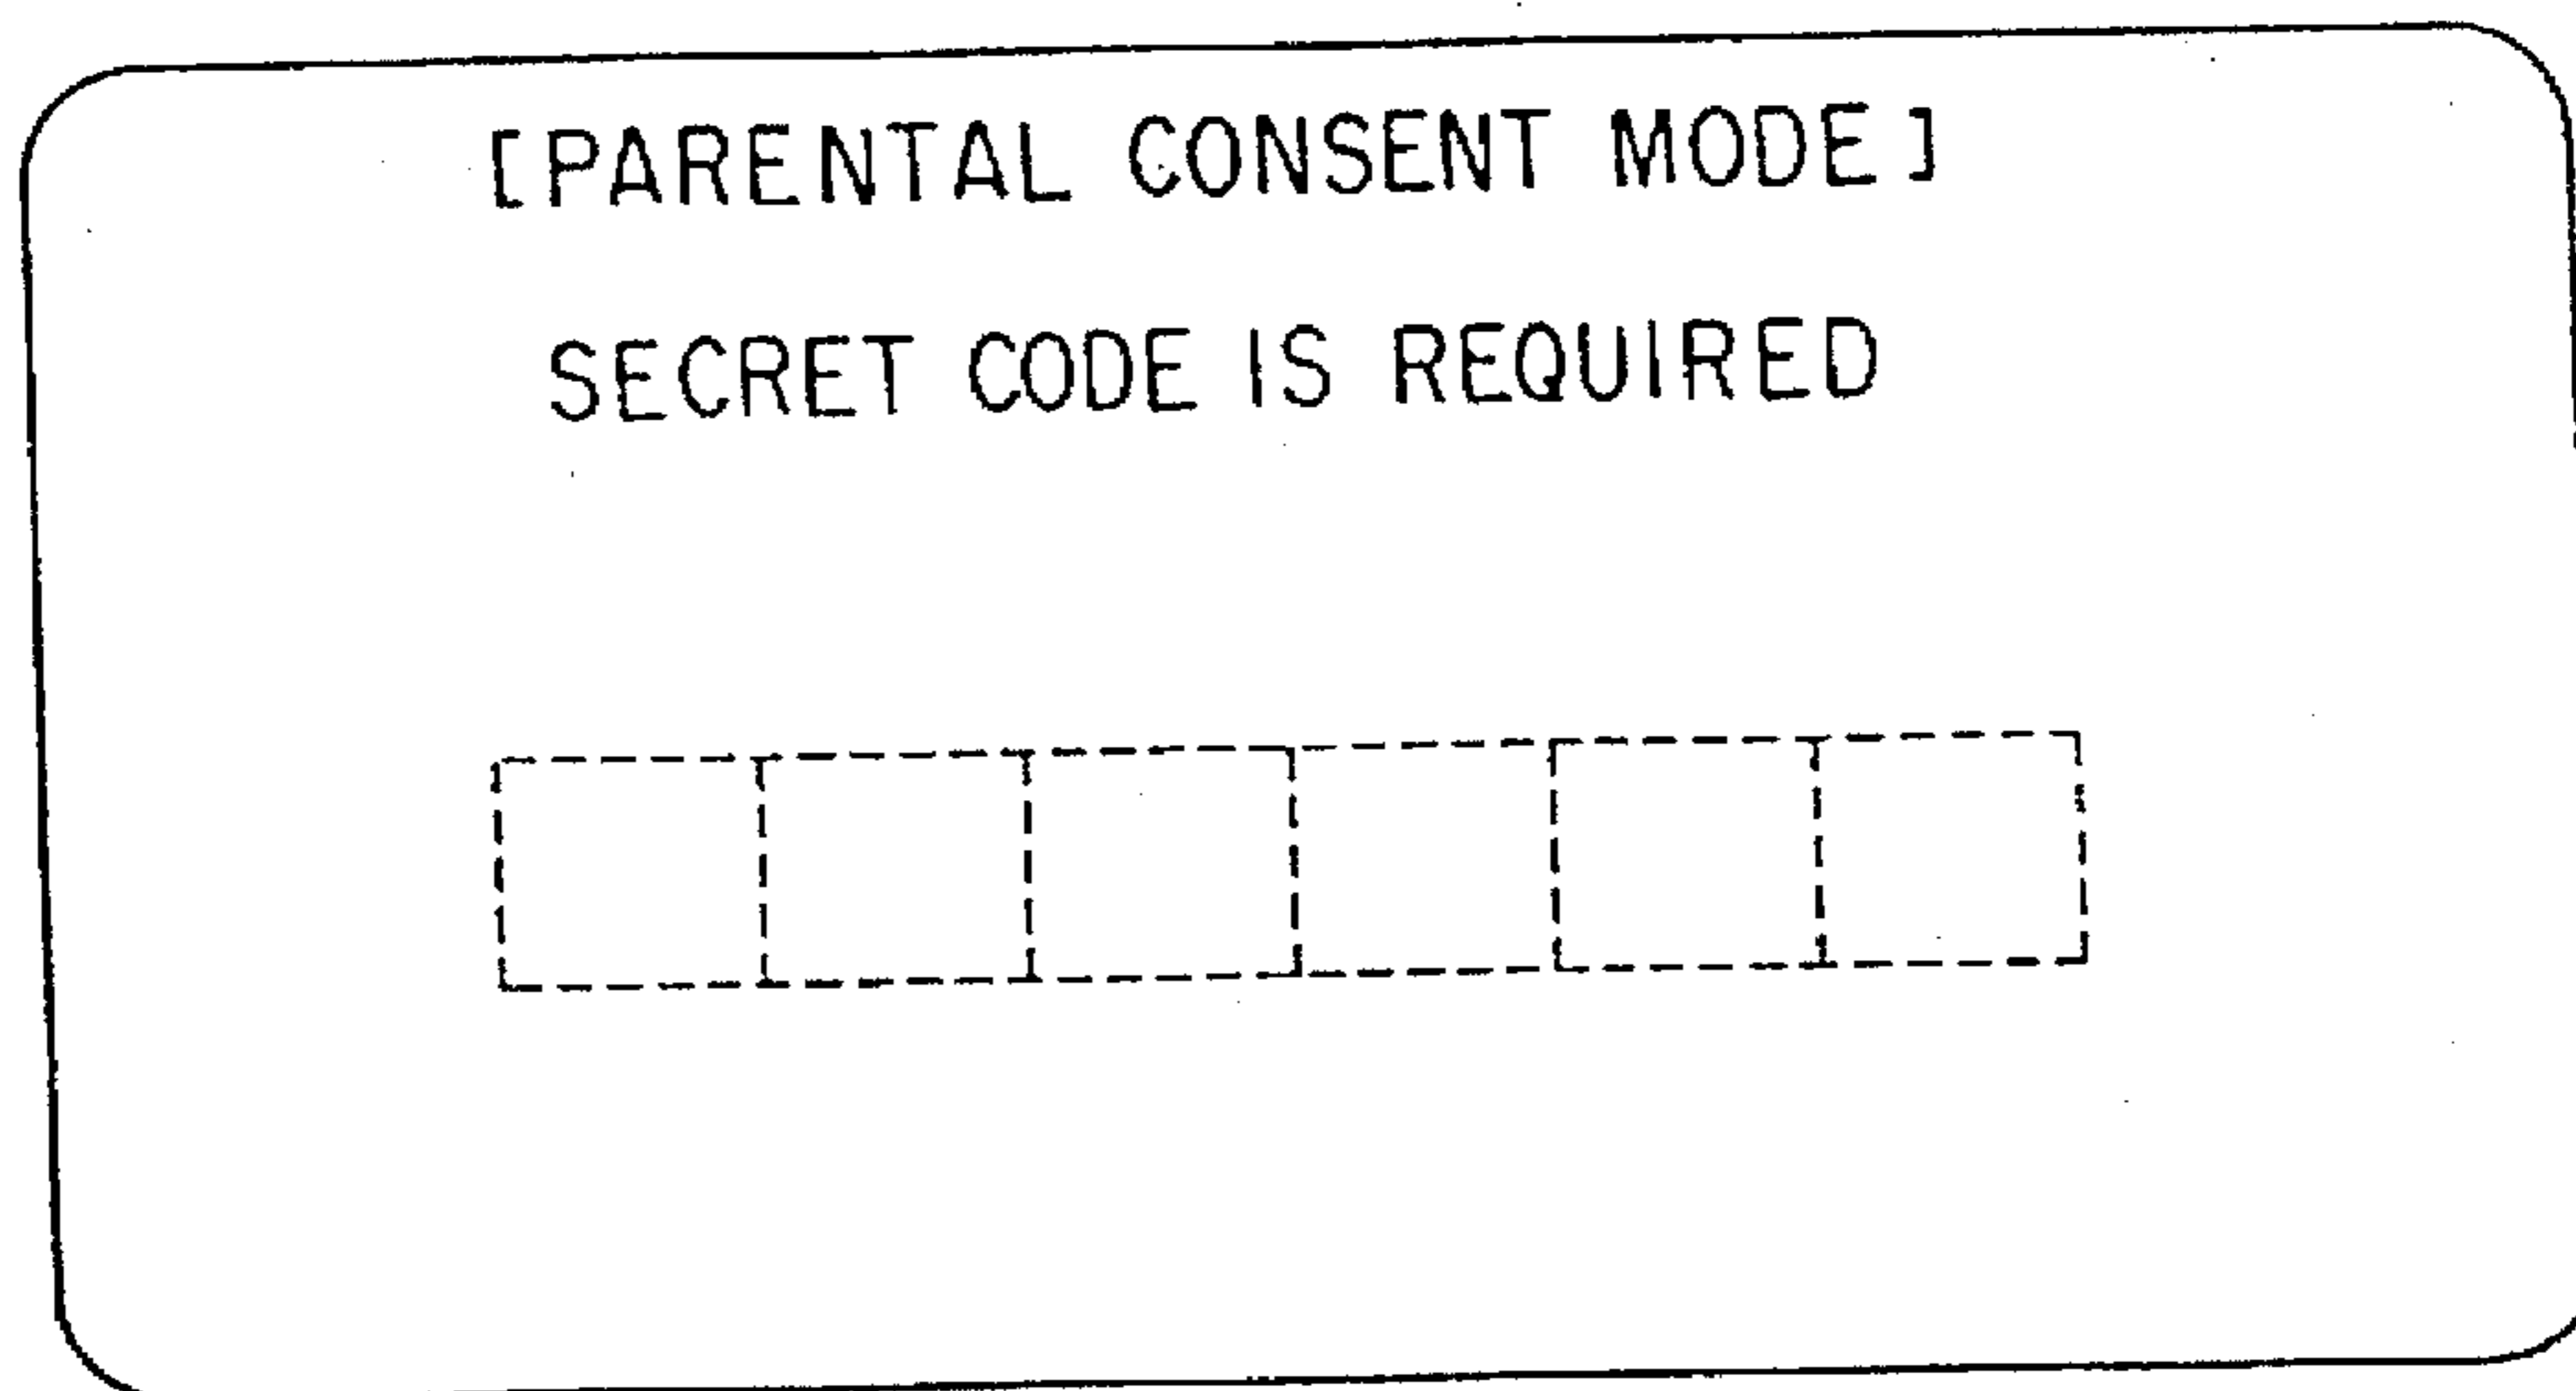 [PARENTAL CONSENT MODE]
SECRET CODE IS REQUIRED